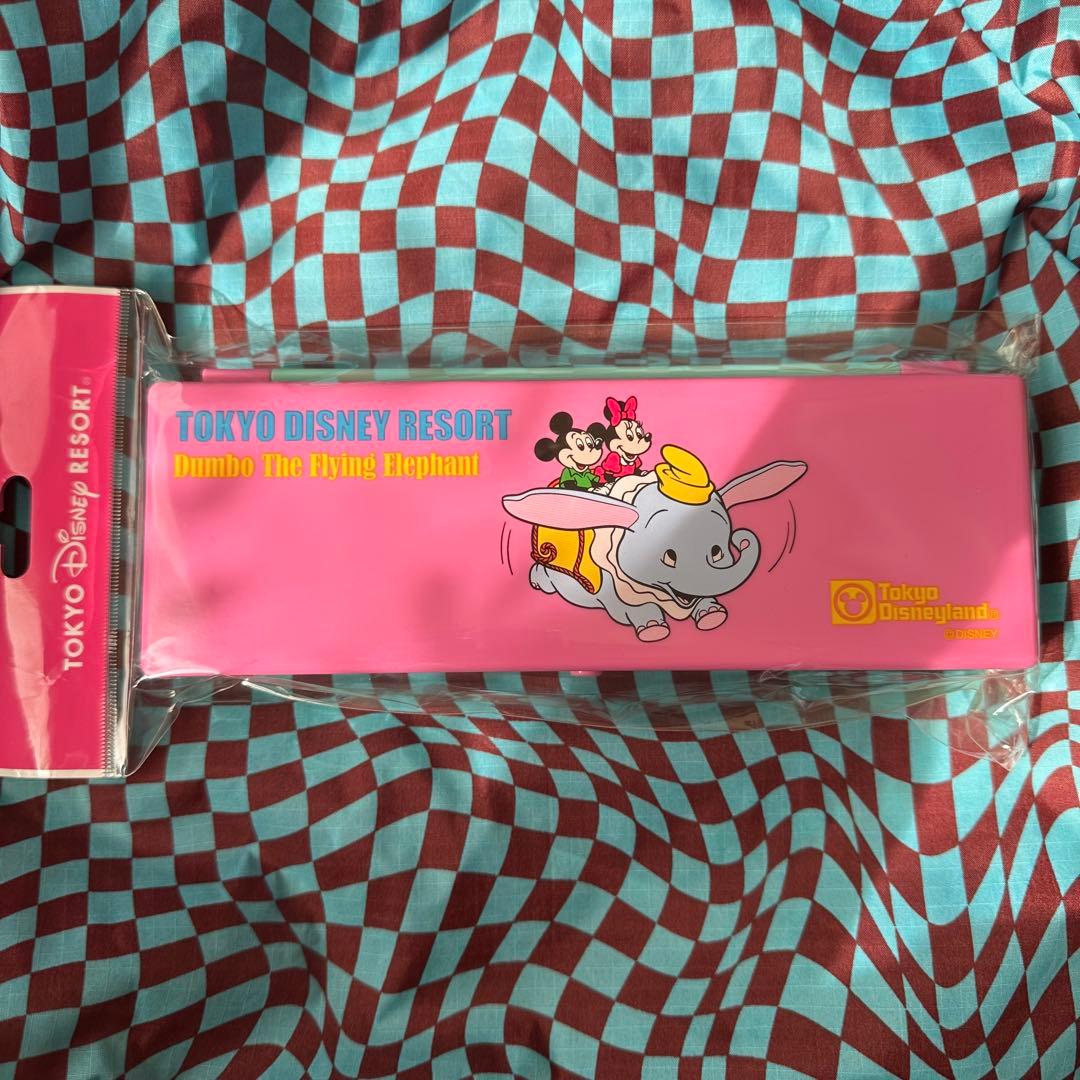 TOKYO DISNEY RESORT®
TOKYO DISNEY RESORT
Dumbo The Flying Elephant
Tokyo
Disneyland®
©DISNEY